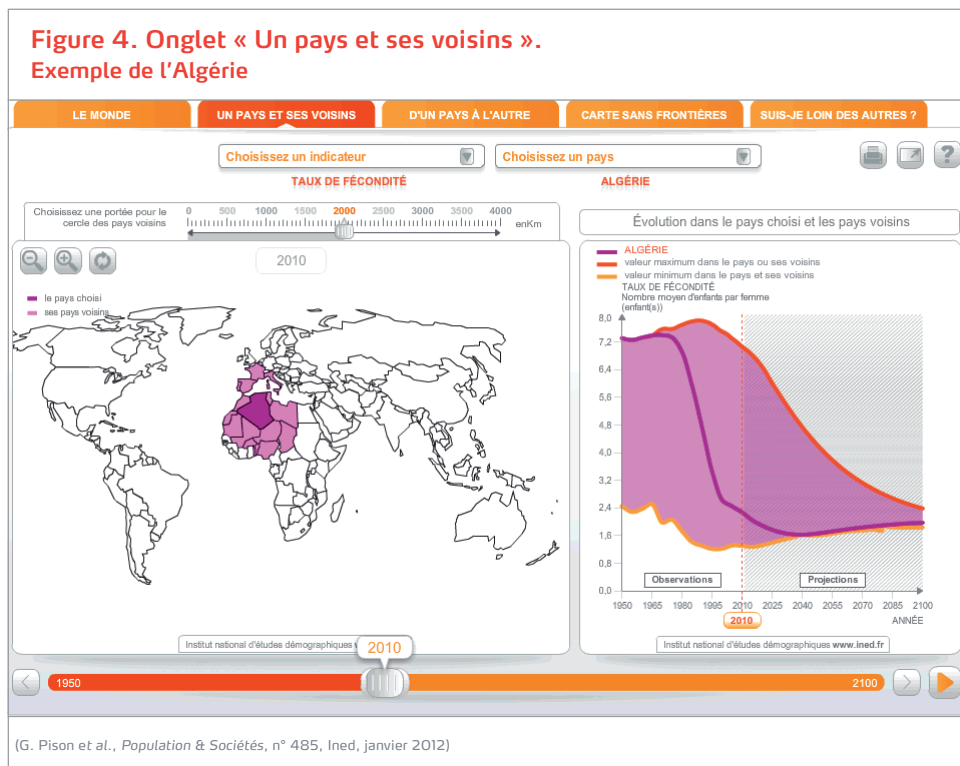 Figure 4. Onglet « Un pays et ses voisins ».
Exemple de l'Algérie
LE MONDE
UN PAYS ET SES VOISINS
D'UN PAYS À L'AUTRE
CARTE SANS FRONTIÈRES
SUIS-JE LOIN DES AUTRES ?
Choisissez un indicateur
Choisissez un pays
?
TAUX DE FÉCONDITÉ
ALGÉRIE
Choisissez une portée pour le
cercle des pays voisins
0 500 1000 1500 2000 2500 3000 3500 4000
enKm
2010
le pays choisi
ses pays voisins
Institut national d'études démographiques
Évolution dans le pays choisi et les pays voisins
ALGÉRIE
valeur maximum dans le pays ou ses voisins
valeur minimum dans le pays et ses voisins
TAUX DE FÉCONDITÉ
Nombre moyen d'enfants par femme
(enfant(s))
8,0
7,2
6,4
5,6
4,8
4,0
3,2
2,4
1,6
0,8
0,0
Observations
Projections
1950 1965 1980 1995 2010 2025 2040 2055 2070 2085 2100
2010
ANNÉE
Institut national d'études démographiques www.ined.fr
2010
1950
2100
(G. Pison et al., Population & Sociétés, n° 485, Ined, janvier 2012)